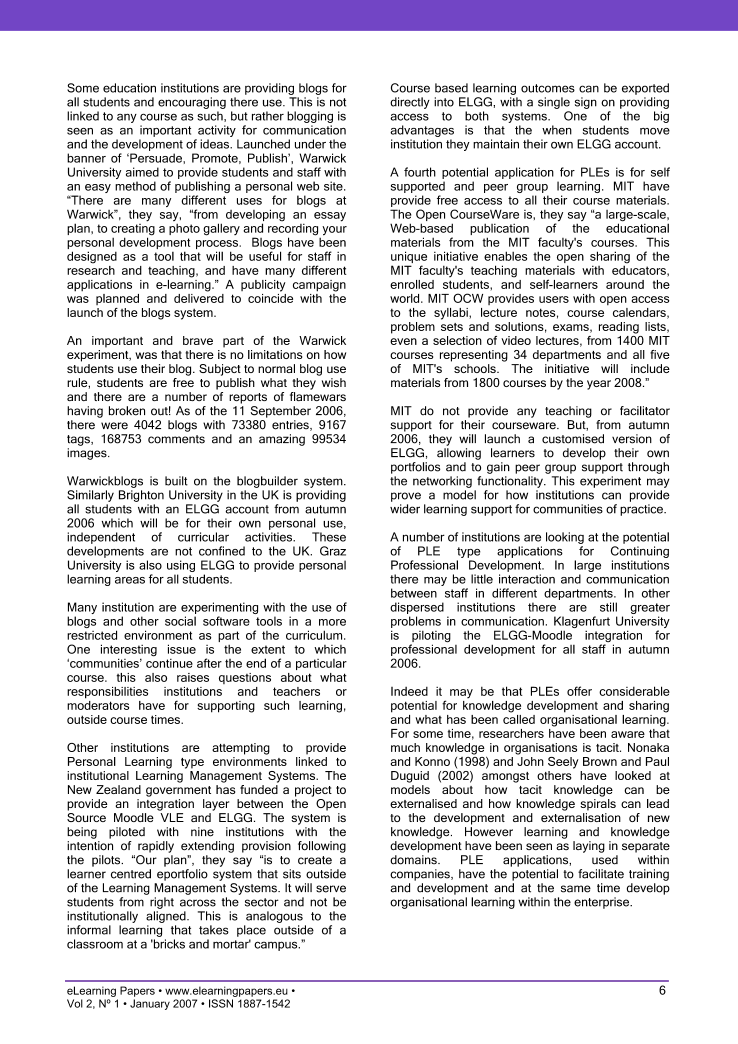 Some education institutions are providing blogs for
all students and encouraging there use. This is not
linked to any course as such, but rather blogging is
seen as an important activity for communication
and the development of ideas. Launched under the
banner of ‘Persuade, Promote, Publish’, Warwick
University aimed to provide students and staff with
an easy method of publishing a personal web site.
“There are many different uses for blogs at
Warwick”, they say, “from developing an essay
plan, to creating a photo gallery and recording your
personal development process. Blogs have been
designed as a tool that will be useful for staff in
research and teaching, and have many different
applications in e-learning.” A publicity campaign
was planned and delivered to coincide with the
launch of the blogs system.
An important and brave part of the Warwick
experiment, was that there is no limitations on how
students use their blog. Subject to normal blog use
rule, students are free to publish what they wish
and there are a number of reports of flamewars
having broken out! As of the 11 September 2006,
there were 4042 blogs with 73380 entries, 9167
tags, 168753 comments and an amazing 99534
images.
Warwickblogs is built on the blogbuilder system.
Similarly Brighton University in the UK is providing
all students with an ELGG account from autumn
2006 which will be for their own personal use,
independent of curricular activities. These
developments are not confined to the UK. Graz
University is also using ELGG to provide personal
learning areas for all students.
Many institution are experimenting with the use of
blogs and other social software tools in a more
restricted environment as part of the curriculum.
One interesting issue is the extent to which
‘communities’ continue after the end of a particular
course. this also raises questions about what
responsibilities institutions and teachers or
moderators have for supporting such learning,
outside course times.
Other institutions are attempting to provide
Personal Learning type environments linked to
institutional Learning Management Systems. The
New Zealand government has funded a project to
provide an integration layer between the Open
Source Moodle VLE and ELGG. The system is
being piloted with nine institutions with the
intention of rapidly extending provision following
the pilots. “Our plan”, they say “is to create a
learner centred eportfolio system that sits outside
of the Learning Management Systems. It will serve
students from right across the sector and not be
institutionally aligned. This is analogous to the
informal learning that takes place outside of a
classroom at a 'bricks and mortar' campus.”
Course based learning outcomes can be exported
directly into ELGG, with a single sign on providing
access to both systems. One of the big
advantages is that the when students move
institution they maintain their own ELGG account.
A fourth potential application for PLEs is for self
supported and peer group learning. MIT have
provide free access to all their course materials.
The Open CourseWare is, they say “a large-scale,
Web-based publication of the educational
materials from the MIT faculty's courses. This
unique initiative enables the open sharing of the
MIT faculty's teaching materials with educators,
enrolled students, and self-learners around the
world. MIT OCW provides users with open access
to the syllabi, lecture notes, course calendars,
problem sets and solutions, exams, reading lists,
even a selection of video lectures, from 1400 MIT
courses representing 34 departments and all five
of MIT's schools. The initiative will include
materials from 1800 courses by the year 2008.”
MIT do not provide any teaching or facilitator
support for their courseware. But, from autumn
2006, they will launch a customised version of
ELGG, allowing learners to develop their own
portfolios and to gain peer group support through
the networking functionality. This experiment may
prove a model for how institutions can provide
wider learning support for communities of practice.
A number of institutions are looking at the potential
of PLE type applications for Continuing
Professional Development. In large institutions
there may be little interaction and communication
between staff in different departments. In other
dispersed institutions there are still greater
problems in communication. Klagenfurt University
is piloting the ELGG-Moodle integration for
professional development for all staff in autumn
2006.
Indeed it may be that PLEs offer considerable
potential for knowledge development and sharing
and what has been called organisational learning.
For some time, researchers have been aware that
much knowledge in organisations is tacit. Nonaka
and Konno (1998) and John Seely Brown and Paul
Duguid (2002) amongst others have looked at
models about how tacit knowledge can be
externalised and how knowledge spirals can lead
to the development and externalisation of new
knowledge. However learning and knowledge
development have been seen as laying in separate
domains. PLE applications, used within
companies, have the potential to facilitate training
and development and at the same time develop
organisational learning within the enterprise.
eLearning Papers • www.elearningpapers.eu •
6
Vol 2, Nº 1 • January 2007 • ISSN 1887-1542